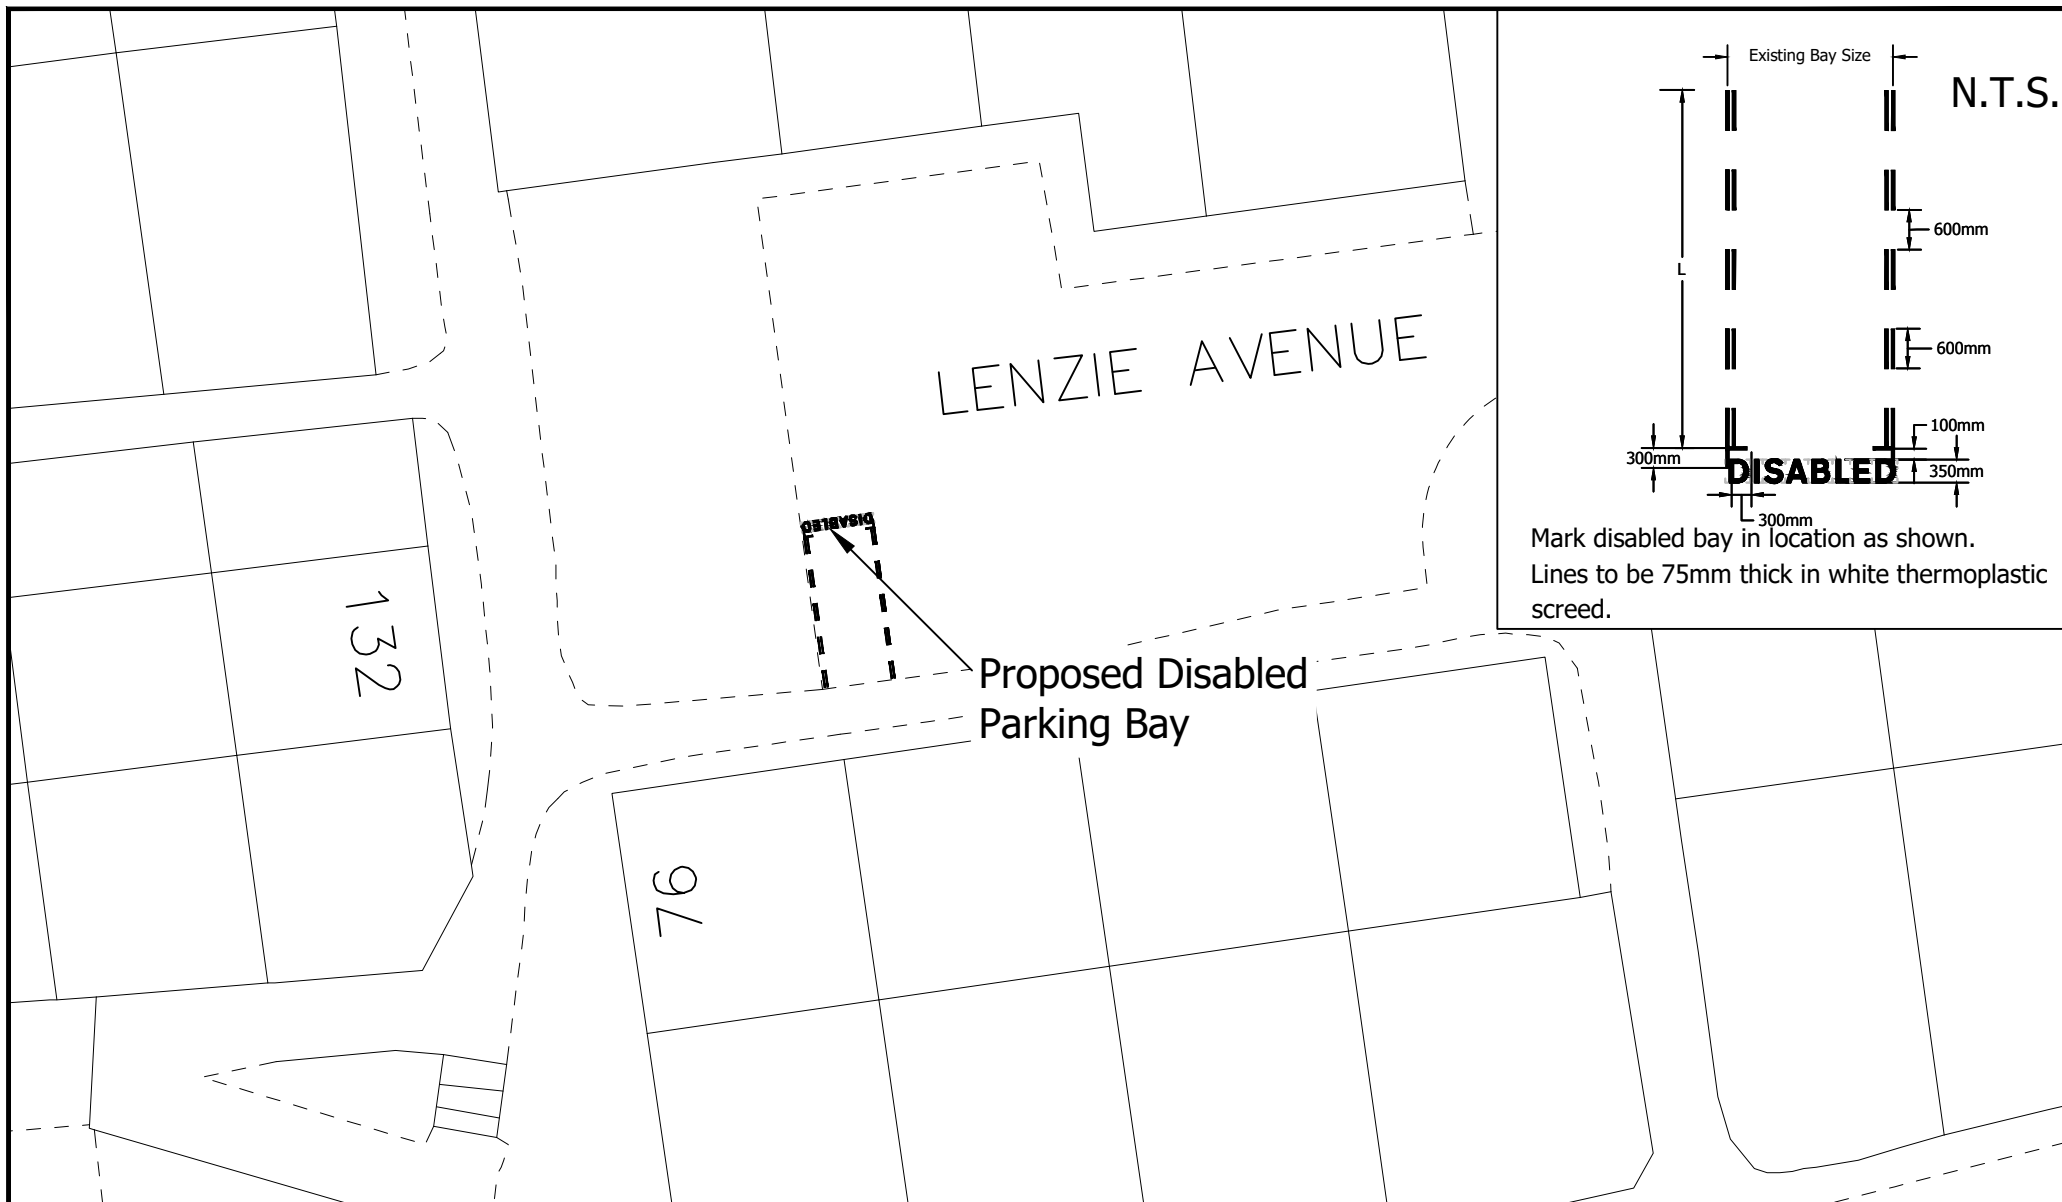 Existing Bay Size
N.T.S.
L
600mm
600mm
100mm
300mm
DISABLED
350mm
300mm
Mark disabled bay in location as shown.
Lines to be 75mm thick in white thermoplastic
screed.
LENZIE AVENUE
DISABLED
132
Proposed Disabled
Parking Bay
76